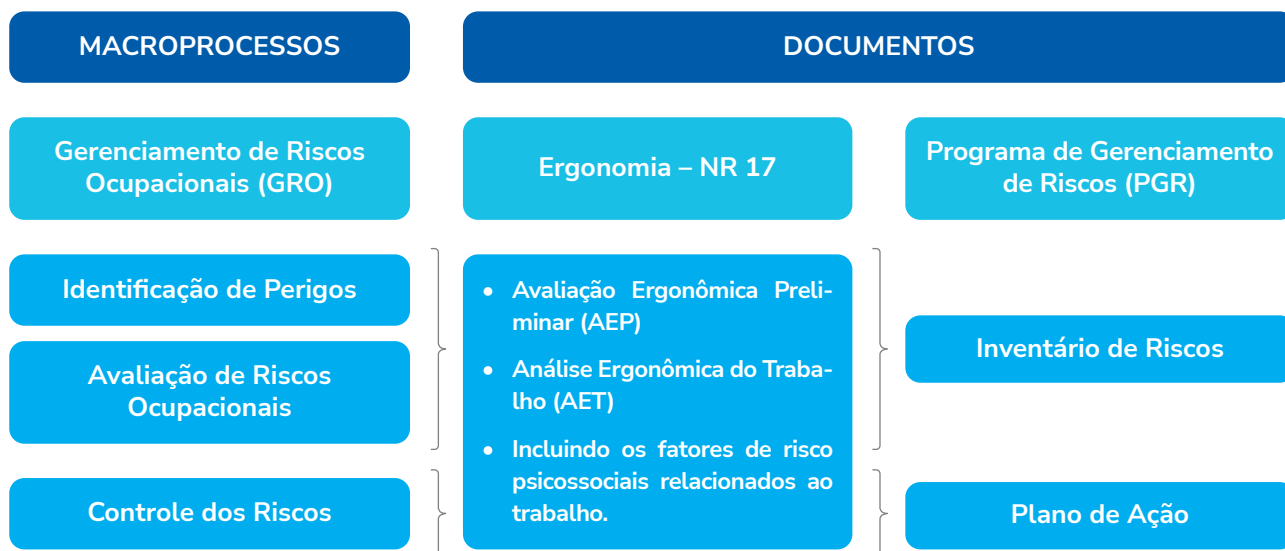 MACROPROCESSOS
DOCUMENTOS
Gerenciamento de Riscos
Ocupacionais (GRO)
Ergonomia – NR 17
Programa de Gerenciamento
de Riscos (PGR)
Identificação de Perigos
Avaliação de Riscos
Ocupacionais
Controle dos Riscos
• Avaliação Ergonômica Preli-
minar (AEP)
• Análise Ergonômica do Traba-
lho (AET)
• Incluindo os fatores de risco
psicossociais relacionados ao
trabalho.
Inventário de Riscos
Plano de Ação